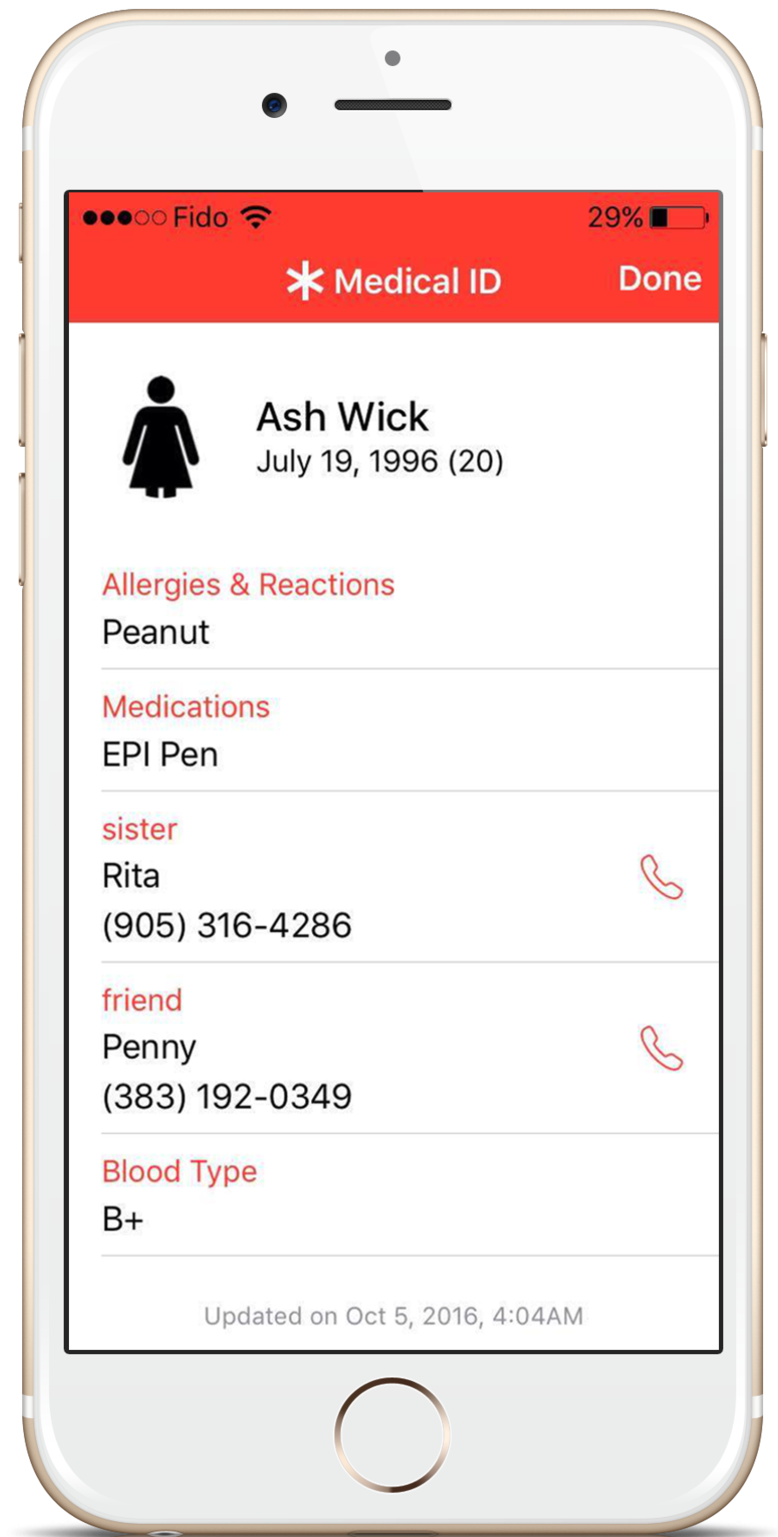 Fido 29%
Medical ID Done
Ash Wick
July 19, 1996 (20)
Allergies & Reactions
Peanut
Medications
EPI Pen
sister
Rita
(905) 316-4286
friend
Penny
(383) 192-0349
Blood Type
B+
Updated on Oct 5, 2016, 4:04AM